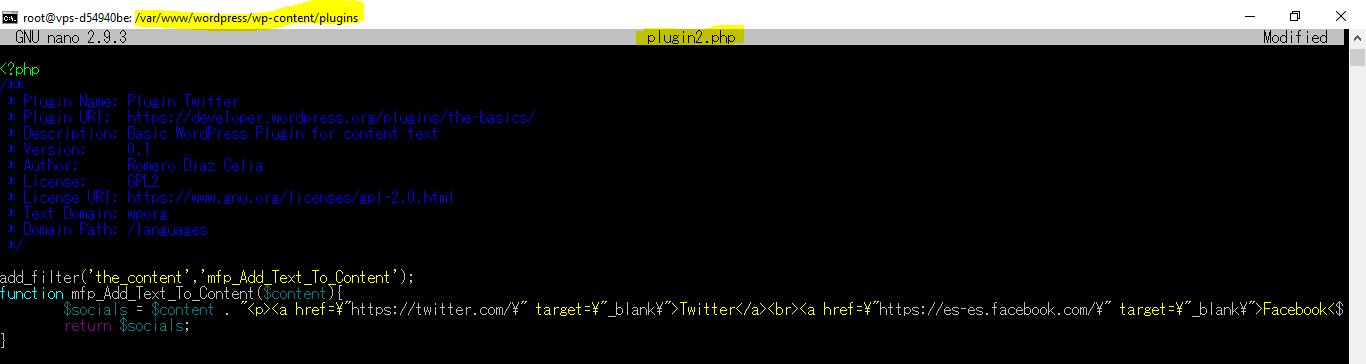 root@vps-d54940be: /var/www/wordpress/wp-content/plugins
GNU nano 2.9.3 plugin2.php Modified
<?php
/**
* Plugin Name: Plugin Twitter
* Plugin URI: https://developer.wordpress.org/plugins/the-basics/
* Description: Basic WordPress Plugin for content text
* Version: 0.1
* Author: Romero Díaz Celia
* License: GPL2
* License URI: https://www.gnu.org/licenses/gpl-2.0.html
* Text Domain: wporg
* Domain Path: /languages
*/
add_filter('the_content','mfp_Add_Text_To_Content');
function mfp_Add_Text_To_Content($content){
$socials = $content . "<p><a href=¥"https://twitter.com/¥" target=¥"_blank¥">Twitter</a><br><a href=¥"https://es-es.facebook.com/¥" target=¥"_blank¥">Facebook<$
return $socials;
}